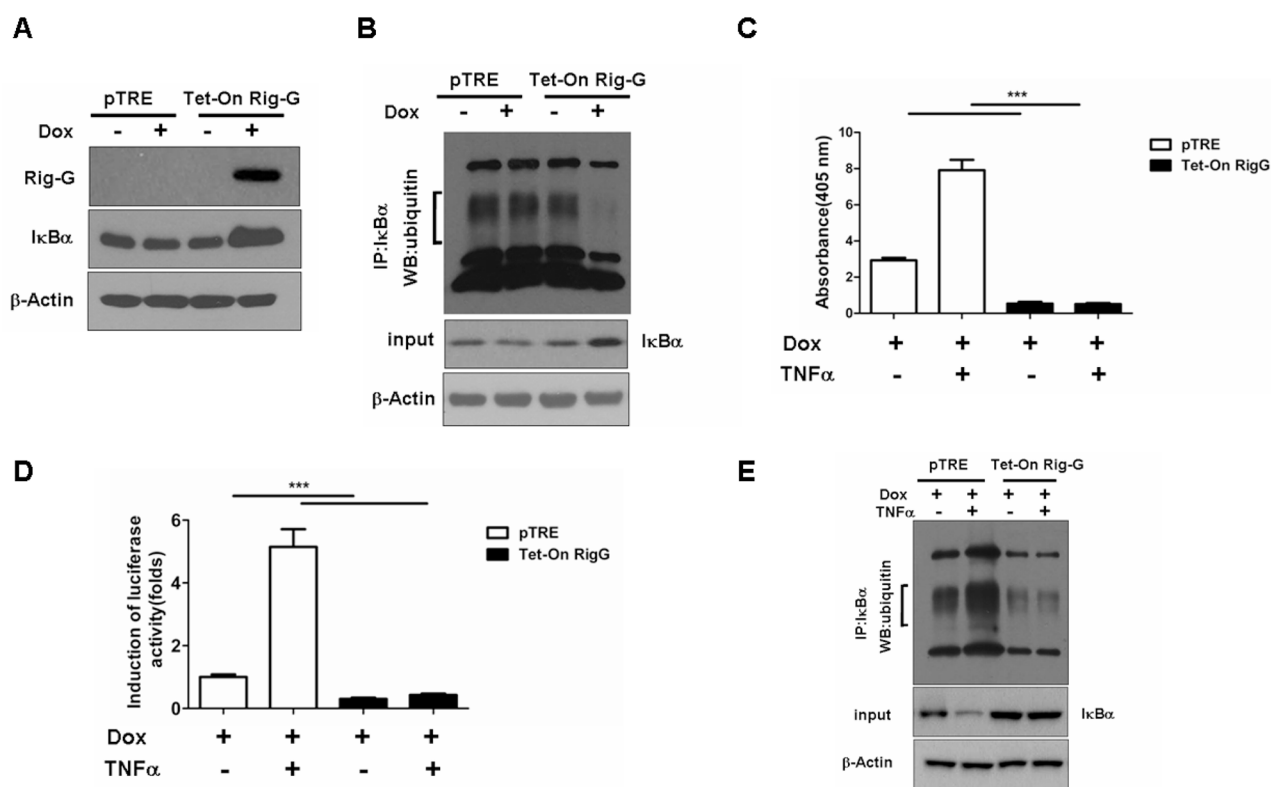 A
pTRE Tet-On Rig-G
Dox - + - +
Rig-G
IκBα
β-Actin
B
pTRE Tet-On Rig-G
Dox - + - +
IP:IκBα
WB:ubiquitin
input IκBα
β-Actin
C
***
pTRE
Tet-On RigG
Absorbance(405 nm)
10
8
6
4
2
0
Dox + + + +
TNFα - + - +
D
***
pTRE
Tet-On RigG
Induction of luciferase
activity(folds)
6
4
2
0
Dox + + + +
TNFα - + - +
E
pTRE Tet-On Rig-G
Dox + + + +
TNFα - + - +
IP:IκBα
WB:ubiquitin
input IκBα
β-Actin